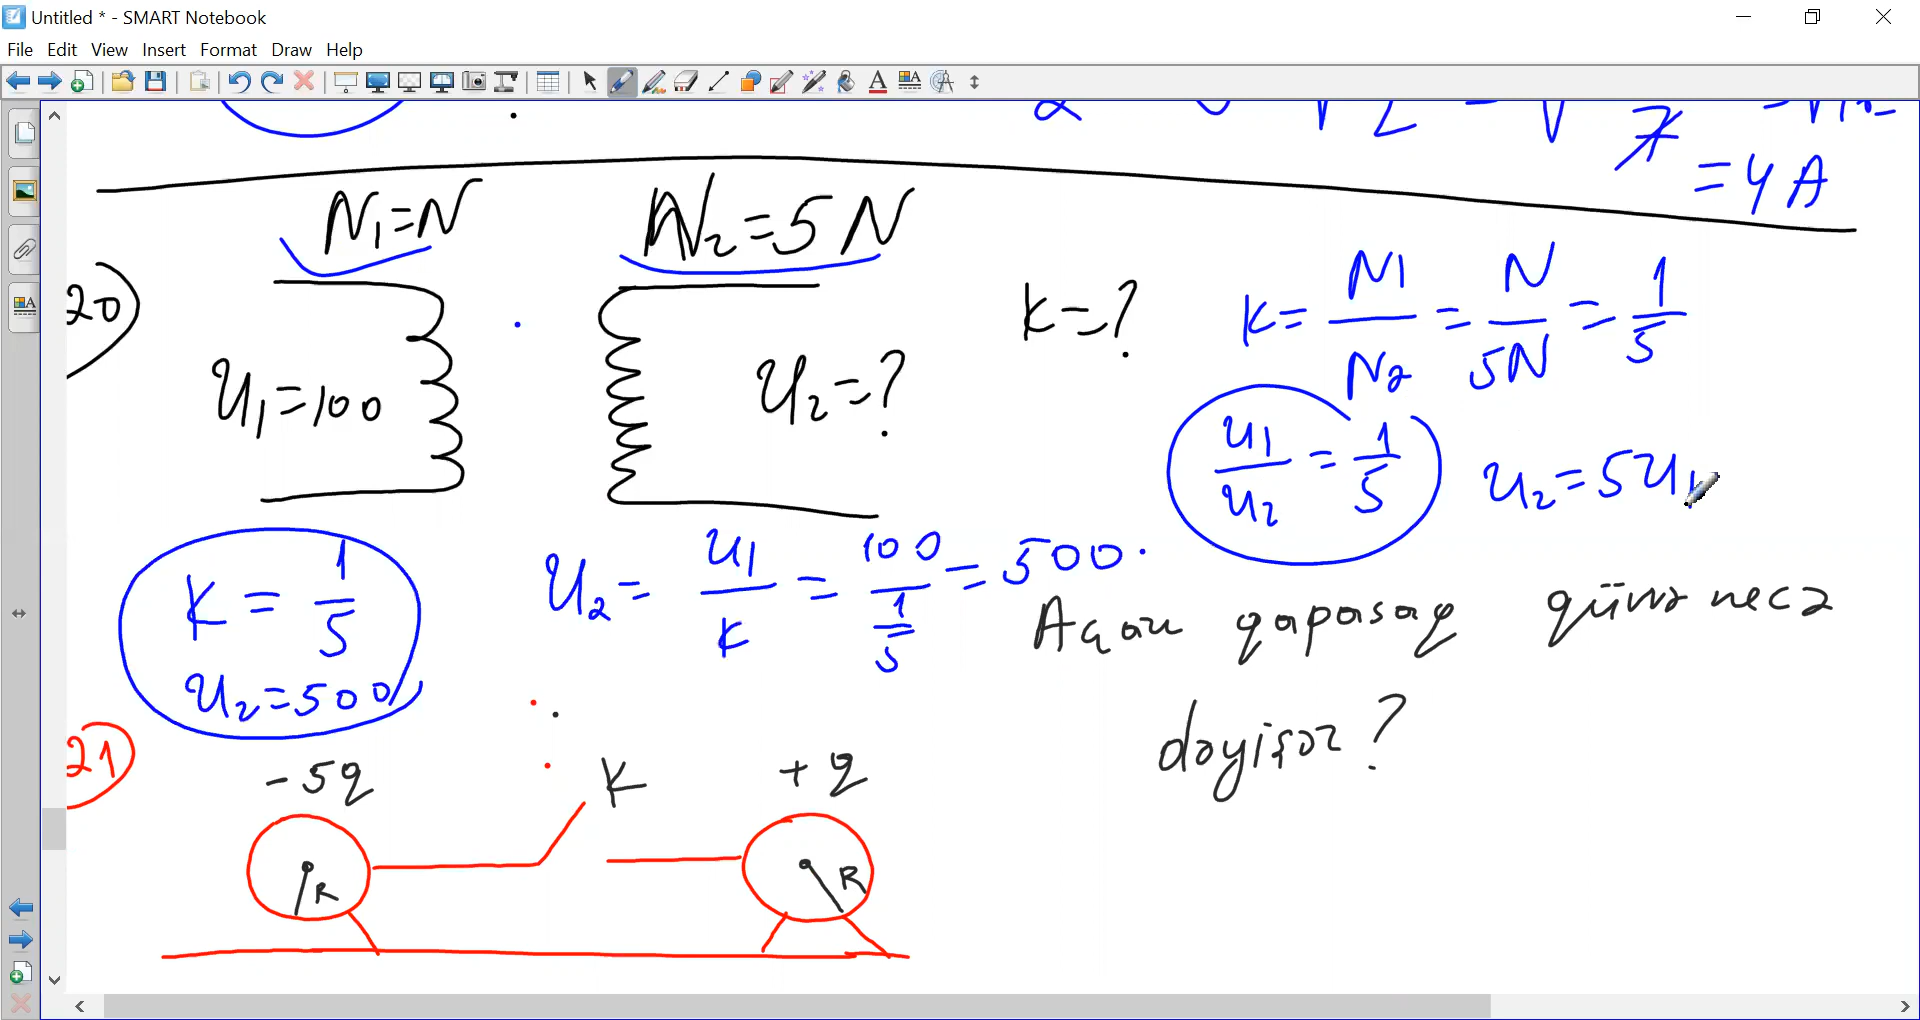 Untitled * - SMART Notebook
File Edit View Insert Format Draw Help
= 4 A
N₁=N
N₂=5N
20)
U₁=100
U₂=?
K=?
K= N1/N2 = N/5N = 1/5
U1/U2 = 1/5
U₂=5U1
K = 1/5
U₂=500
U₂= U1/K = 100/(1/5) = 500.
Açarı qapasaq qüvvə necə
dəyişər?
21)
-5q
K
+q
R
R